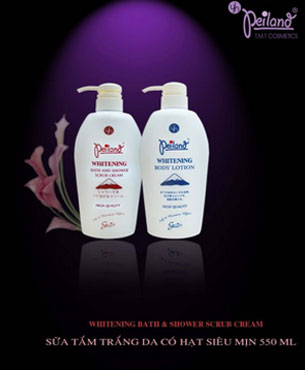 Peiland®
T.M.T COSMETICS
Peiland
WHITENING
BATH AND SHOWER
SCRUB CREAM
HIGH QUALITY
Peiland
WHITENING
BODY LOTION
HIGH QUALITY
WHITENING BATH & SHOWER SCRUB CREAM
SỮA TẮM TRẮNG DA CÓ HẠT SIÊU MỊN 550 ML